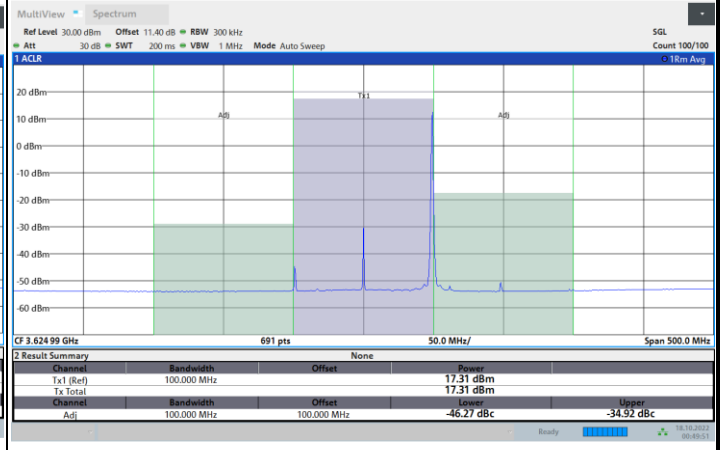 MultiView Spectrum
Ref Level 30.00 dBm Offset 11.40 dB RBW 300 kHz SGL
Att 30 dB SWT 200 ms VBW 1 MHz Mode Auto Sweep Count 100/100
1 ACLR 1Rm Avg
Tx1
20 dBm
Adj Adj
10 dBm
0 dBm
-10 dBm
-20 dBm
-30 dBm
-40 dBm
-50 dBm
-60 dBm
CF 3.624 99 GHz 691 pts 50.0 MHz/ Span 500.0 MHz
2 Result Summary None
Channel Bandwidth Offset Power
Tx1 (Ref) 100.000 MHz 17.31 dBm
Tx Total 17.31 dBm
Channel Bandwidth Offset Lower Upper
Adj 100.000 MHz 100.000 MHz -46.27 dBc -34.92 dBc
Ready 18.10.2022
00:49:51